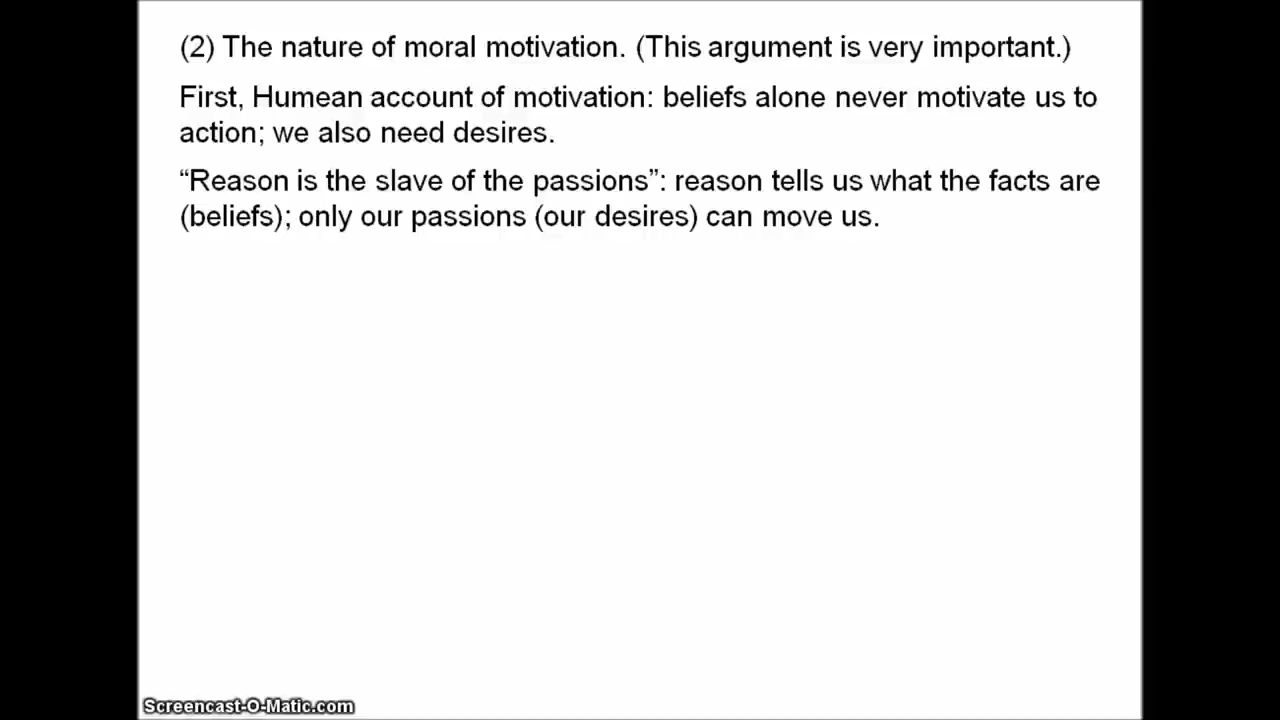 (2) The nature of moral motivation. (This argument is very important.)
First, Humean account of motivation: beliefs alone never motivate us to
action; we also need desires.
“Reason is the slave of the passions”: reason tells us what the facts are
(beliefs); only our passions (our desires) can move us.
Screencast-O-Matic.com